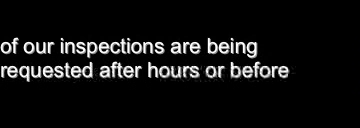 of our inspections are being
requested after hours or before